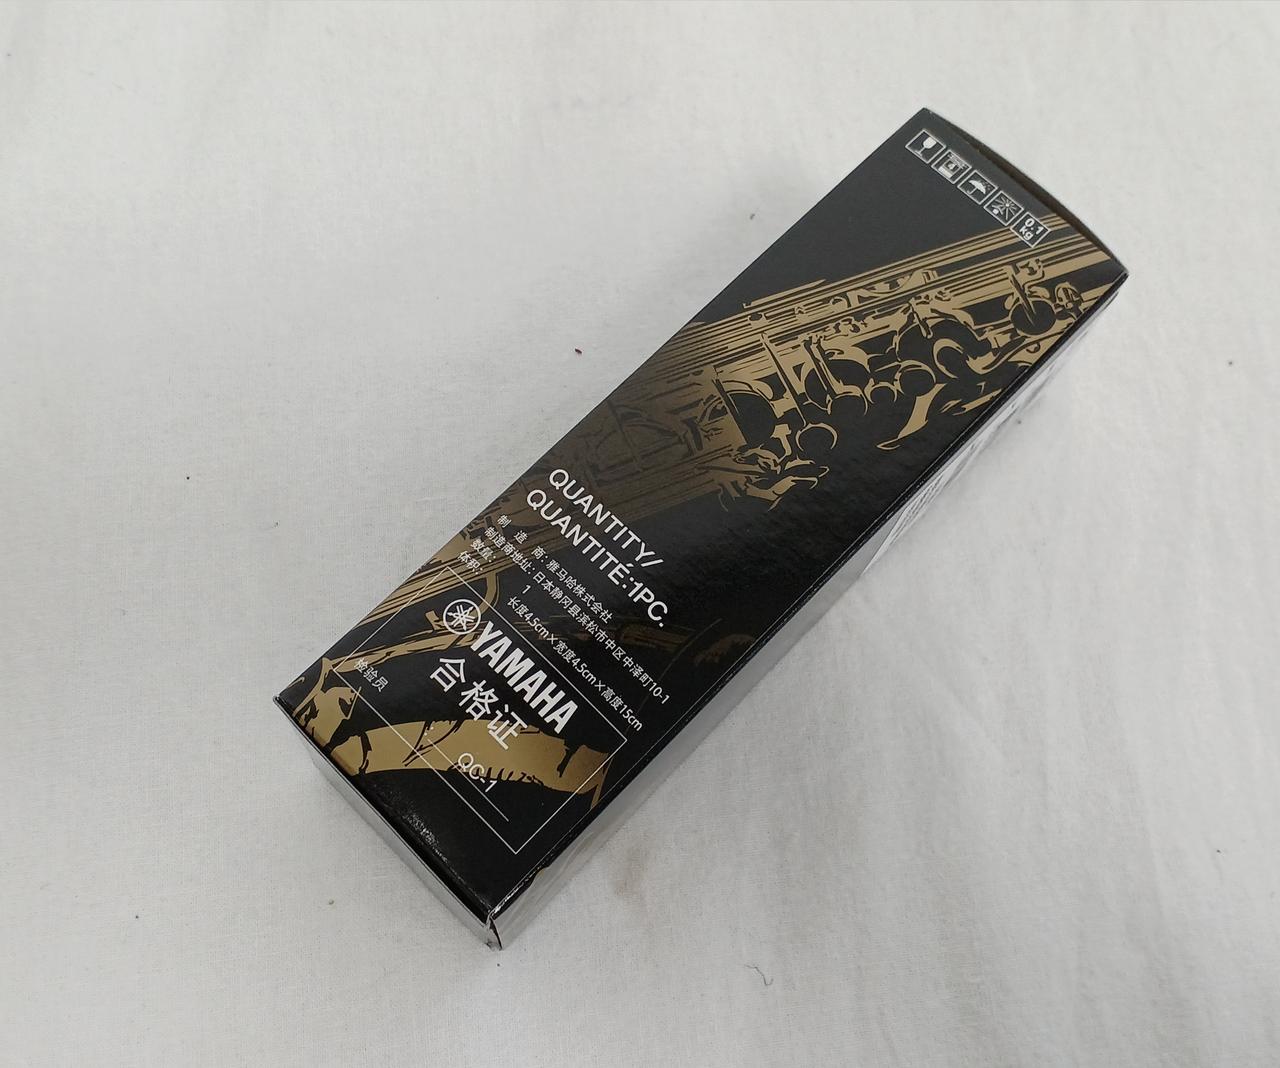 0.1
kg
QUANTITY/
QUANTITE:1PC.
制 造 商: 雅马哈株式会社
制造商地址: 日本静冈县滨松市中区中泽町10-1
数量: 1
体积: 长度4.5cm×宽度4.5cm×高度15cm
YAMAHA
合格证
检验员 QC-1